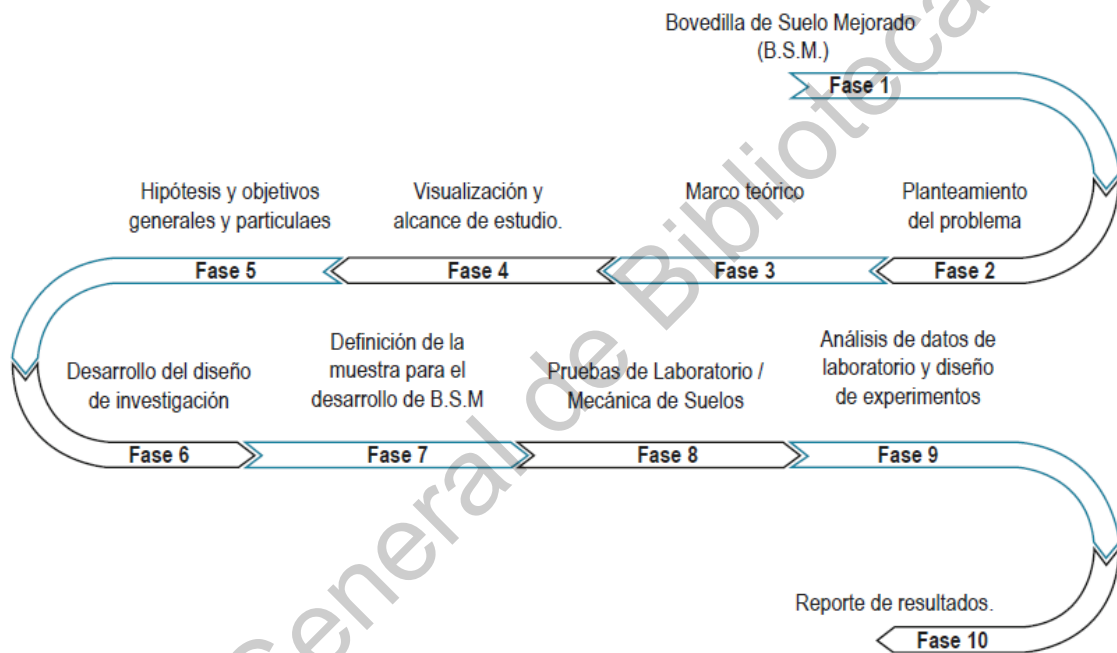 Bovedilla de Suelo Mejorado
(B.S.M.)
Fase 1
Hipótesis y objetivos
generales y particulaes
Visualización y
alcance de estudio.
Marco teórico
Planteamiento
del problema
Fase 5
Fase 4
Fase 3
Fase 2
Desarrollo del diseño
de investigación
Definición de la
muestra para el
desarrollo de B.S.M
Pruebas de Laboratorio /
Mecánica de Suelos
Análisis de datos de
laboratorio y diseño
de experimentos
Fase 6
Fase 7
Fase 8
Fase 9
Reporte de resultados.
Fase 10
General de Bibliotecas